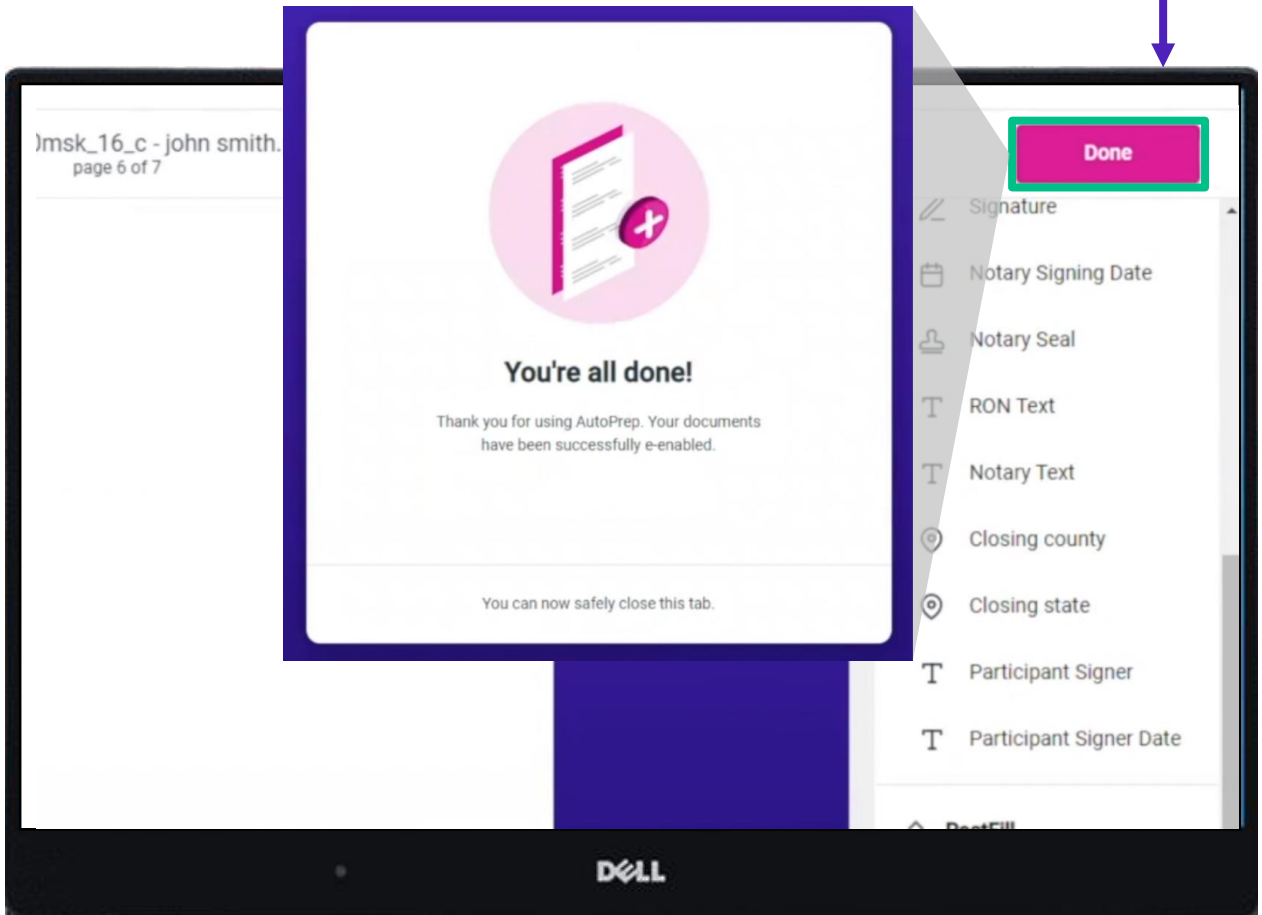 0msk_16_c - john smith...
page 6 of 7
Done
You're all done!
Thank you for using AutoPrep. Your documents
have been successfully e-enabled.
You can now safely close this tab.
Signature
Notary Signing Date
Notary Seal
RON Text
Notary Text
Closing county
Closing state
Participant Signer
Participant Signer Date
PostFill
DELL